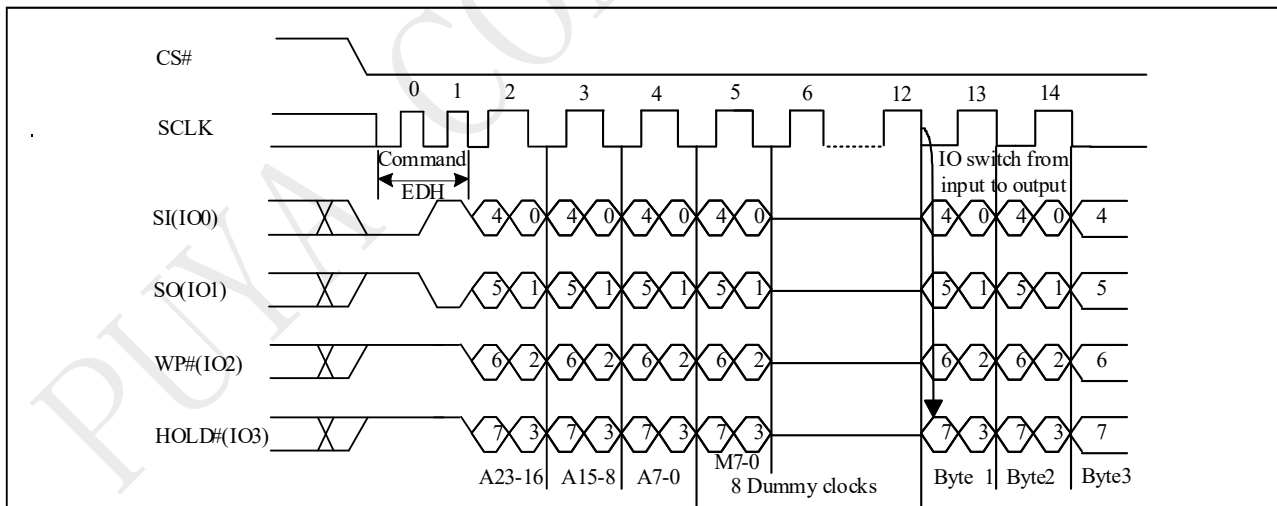 PUYA CON
CS#
0 1 2 3 4 5 6 12 13 14
SCLK
Command
EDH
IO switch from
input to output
SI(IO0) 4 0 4 0 4 0 4 0 4 0 4 0 4
SO(IO1) 5 1 5 1 5 1 5 1 5 1 5 1 5
WP#(IO2) 6 2 6 2 6 2 6 2 6 2 6 2 6
HOLD#(IO3) 7 3 7 3 7 3 7 3 7 3 7 3 7
A23-16 A15-8 A7-0 M7-0 Byte 1 Byte2 Byte3
8 Dummy clocks